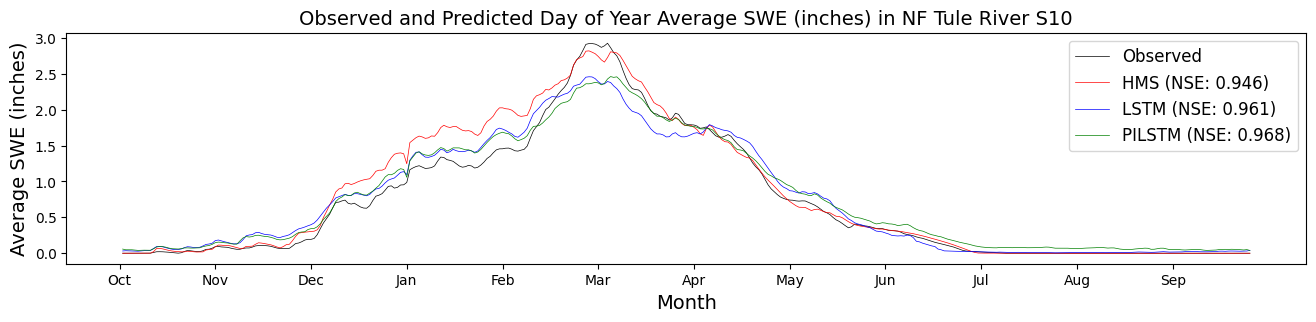 Observed and Predicted Day of Year Average SWE (inches) in NF Tule River S10
Average SWE (inches)
3.0
2.5
2.0
1.5
1.0
0.5
0.0
Observed
HMS (NSE: 0.946)
LSTM (NSE: 0.961)
PILSTM (NSE: 0.968)
Oct Nov Dec Jan Feb Mar Apr May Jun Jul Aug Sep
Month